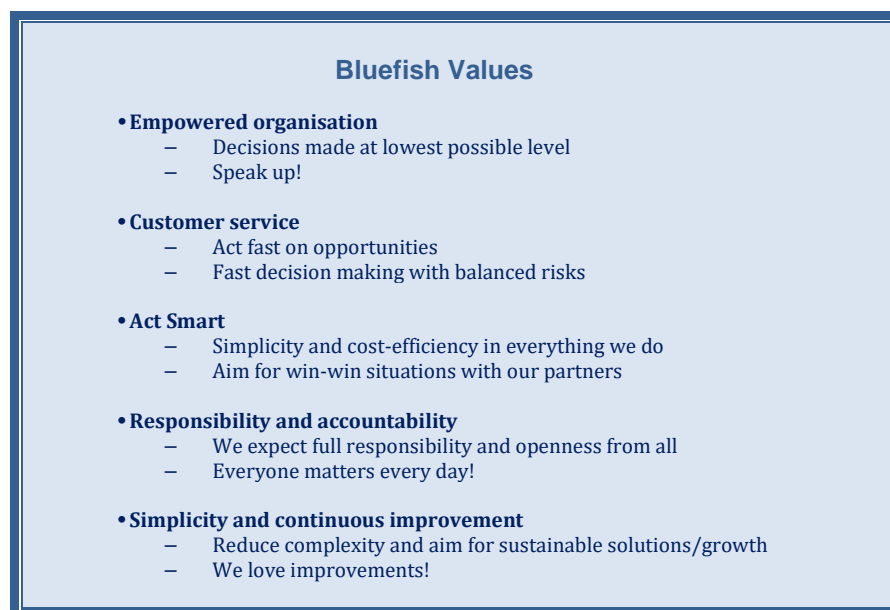 Bluefish Values
•Empowered organisation
– Decisions made at lowest possible level
– Speak up!
•Customer service
– Act fast on opportunities
– Fast decision making with balanced risks
•Act Smart
– Simplicity and cost-efficiency in everything we do
– Aim for win-win situations with our partners
•Responsibility and accountability
– We expect full responsibility and openness from all
– Everyone matters every day!
•Simplicity and continuous improvement
– Reduce complexity and aim for sustainable solutions/growth
– We love improvements!